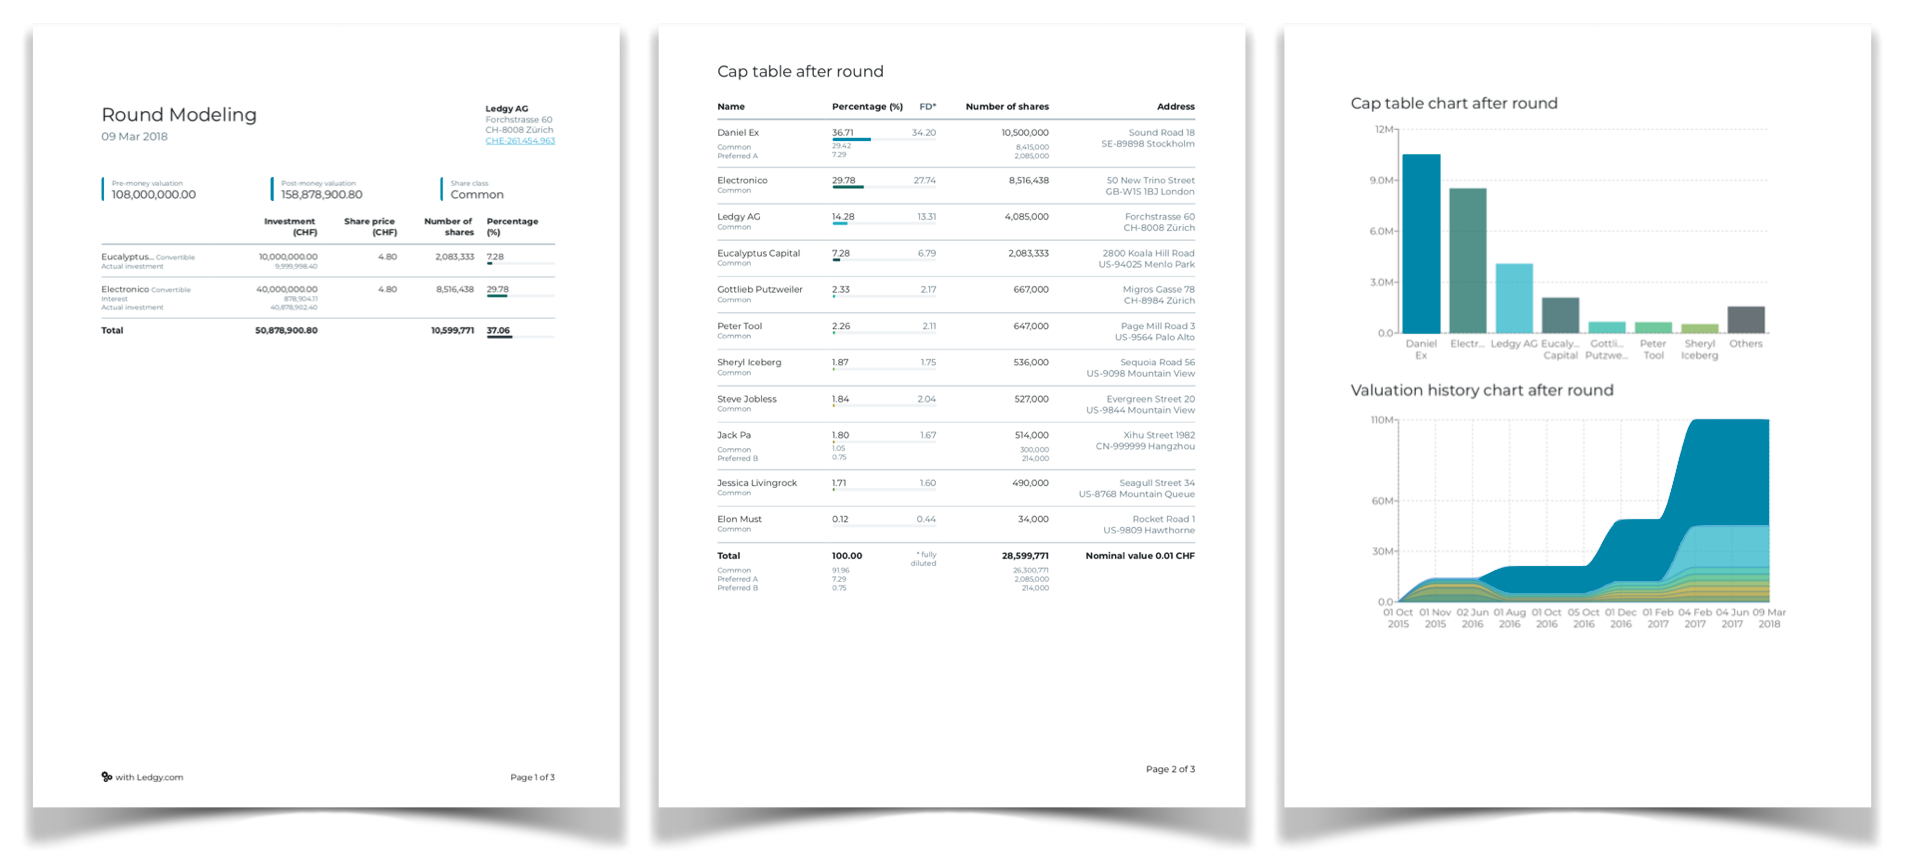 Round Modeling
09 Mar 2018
Ledgy AG
Forchstrasse 60
CH-8008 Zürich
CHE-261.454.963
Pre-money valuation
108,000,000.00
Post-money valuation
158,878,900.80
Share class
Common
Investment (CHF) Share price (CHF) Number of shares Percentage (%)
Eucalyptus... Convertible 10,000,000.00 4.80 2,083,333 7.28
Actual investment 9,999,998.40
Electronico Convertible 40,000,000.00 4.80 8,516,438 29.78
Interest 878,904.11
Actual investment 40,878,902.40
Total 50,878,900.80 10,599,771 37.06
with Ledgy.com
Page 1 of 3
Cap table after round
Name Percentage (%) FD* Number of shares Address
Daniel Ex 36.71 34.20 10,500,000 Sound Road 18
SE-89898 Stockholm
Common 29.42 8,415,000
Preferred A 7.29 2,085,000
Electronico 29.78 27.74 8,516,438 50 New Trino Street
Common GB-W1S 1BJ London
Ledgy AG 14.28 13.31 4,085,000 Forchstrasse 60
Common CH-8008 Zürich
Eucalyptus Capital 7.28 6.79 2,083,333 2800 Koala Hill Road
Common US-94025 Menlo Park
Gottlieb Putzweiler 2.33 2.17 667,000 Migros Gasse 78
Common CH-8984 Zürich
Peter Tool 2.26 2.11 647,000 Page Mill Road 3
Common US-9564 Palo Alto
Sheryl Iceberg 1.87 1.75 536,000 Sequoia Road 56
Common US-9098 Mountain View
Steve Jobless 1.84 2.04 527,000 Evergreen Street 20
Common US-9844 Mountain View
Jack Pa 1.80 1.67 514,000 Xihu Street 1982
CN-999999 Hangzhou
Common 1.05 300,000
Preferred B 0.75 214,000
Jessica Livingrock 1.71 1.60 490,000 Seagull Street 34
Common US-8768 Mountain Queue
Elon Must 0.12 0.44 34,000 Rocket Road 1
Common US-9809 Hawthorne
Total 100.00 * fully diluted 28,599,771 Nominal value 0.01 CHF
Common 91.96 26,300,771
Preferred A 7.29 2,085,000
Preferred B 0.75 214,000
Page 2 of 3
Cap table chart after round
12M
9.0M
6.0M
3.0M
0.0
Daniel Ex Electr... Ledgy AG Eucaly... Capital Gottli... Putzwe... Peter Tool Sheryl Iceberg Others
Valuation history chart after round
110M
60M
30M
0.0
01 Oct 01 Nov 02 Jun 01 Aug 01 Oct 05 Oct 01 Dec 01 Feb 04 Feb 04 Jun 09 Mar
2015 2015 2016 2016 2016 2016 2016 2017 2017 2017 2018